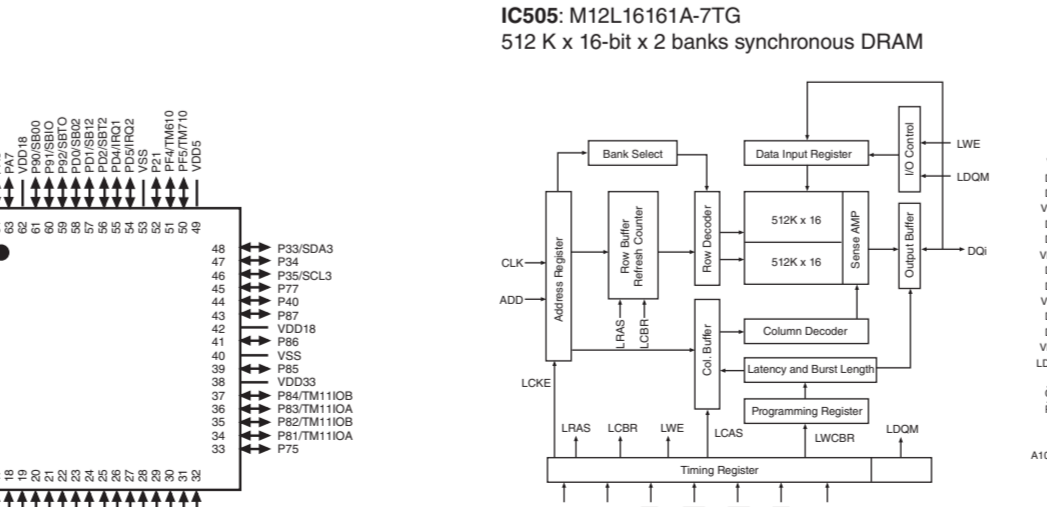 IC505: M12L16161A-7TG
512 K x 16-bit x 2 banks synchronous DRAM
PA7
VDD18
P90/SB00
P91/SBIO
P92/SBTO
PD0/SB02
PD1/SB12
PD2/SBT2
PD4/IRQ1
PD5/IRQ2
VSS
P21
PF4/TM610
PF5/TM710
VDD5
63
62
61
60
59
58
57
56
55
54
53
52
51
50
49
48 P33/SDA3
47 P34
46 P35/SCL3
45 P77
44 P40
43 P87
42 VDD18
41 P86
40 VSS
39 P85
38 VDD33
37 P84/TM11IOB
36 P83/TM11IOA
35 P82/TM11IOB
34 P81/TM11IOA
33 P75
18
19
20
21
22
23
24
25
26
27
28
29
30
31
32
Bank Select
Data Input Register
I/O Control
LWE
LDQM
CLK
ADD
Address Register
Row Buffer
Refresh Counter
Row Decoder
512K x 16
512K x 16
Sense AMP
Output Buffer
DQi
LRAS
LCBR
Col. Buffer
Column Decoder
Latency and Burst Length
LCKE
Programming Register
LRAS
LCBR
LWE
LCAS
LWCBR
LDQM
Timing Register